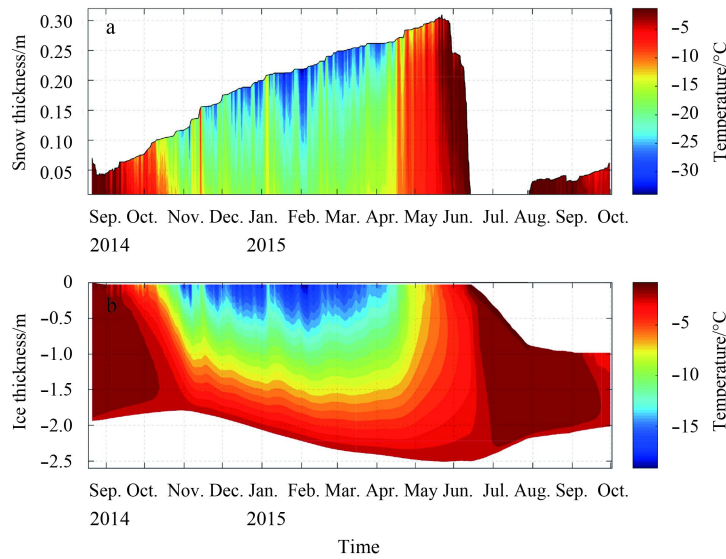 a
Snow thickness/m
0.30
0.25
0.20
0.15
0.10
0.05
Sep. Oct. Nov. Dec. Jan. Feb. Mar. Apr. May Jun. Jul. Aug. Sep. Oct.
2014 2015
Temperature/°C
−5
−10
−15
−20
−25
−30
b
Ice thickness/m
0
−0.5
−1.0
−1.5
−2.0
−2.5
Sep. Oct. Nov. Dec. Jan. Feb. Mar. Apr. May Jun. Jul. Aug. Sep. Oct.
2014 2015
Temperature/°C
−5
−10
−15
Time